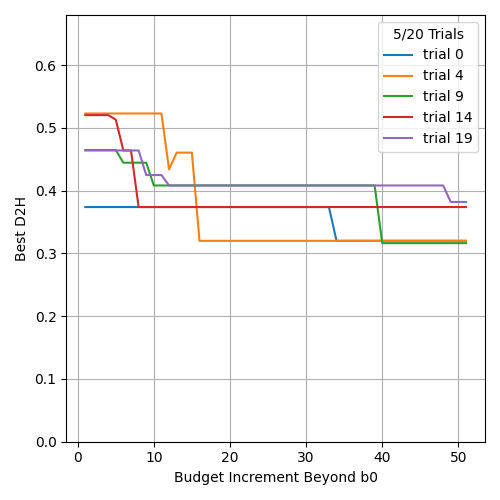 5/20 Trials
trial 0
trial 4
trial 9
trial 14
trial 19
0.6
0.5
0.4
0.3
0.2
0.1
0.0
Best D2H
0 10 20 30 40 50
Budget Increment Beyond b0